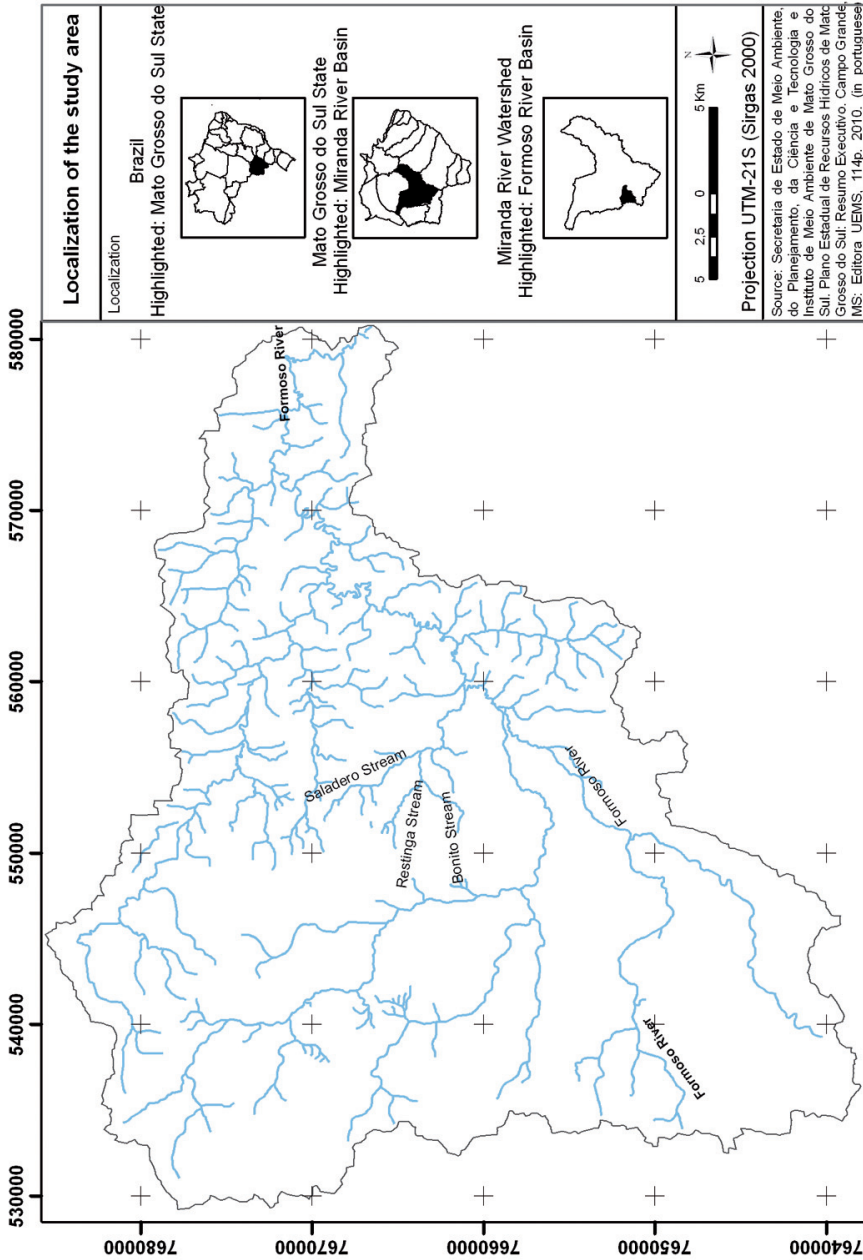 Localization of the study area
Localization
Brazil
Highlighted: Mato Grosso do Sul State
Mato Grosso do Sul State
Highlighted: Miranda River Basin
Miranda River Watershed
Highlighted: Formoso River Basin
5 2,5 0 5 Km
N
Projection UTM-21S (Sirgas 2000)
Source: Secretaria de Estado de Meio Ambiente,
do Planejamento, da Ciência e Tecnologia e
Instituto de Meio Ambiente de Mato Grosso do
Sul. Plano Estadual de Recursos Hídricos de Mato
Grosso do Sul: Resumo Executivo. Campo Grande,
MS: Editora UEMS, 114p. 2010. (in portuguese)
530000
540000
550000
560000
570000
580000
7680000
7670000
7660000
7650000
7640000
Formoso River
Saladero Stream
Restinga Stream
Bonito Stream
Formoso River
Formoso River